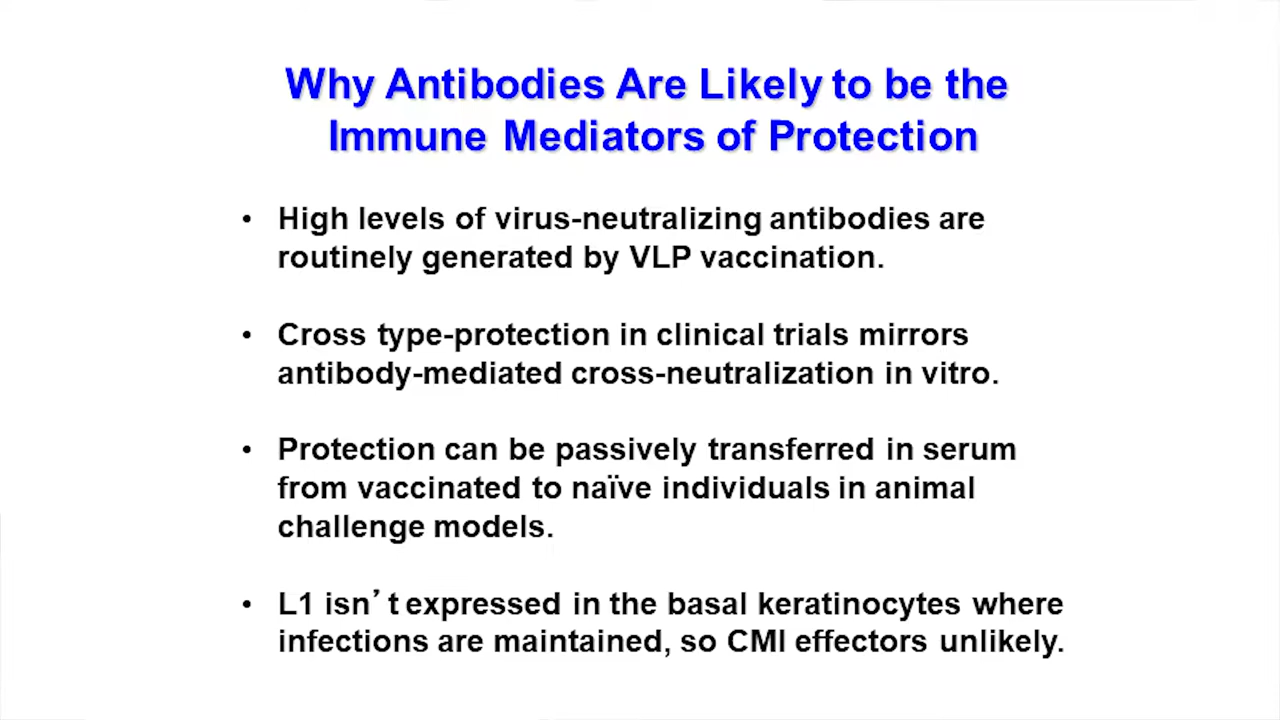 Why Antibodies Are Likely to be the
Immune Mediators of Protection
• High levels of virus-neutralizing antibodies are
routinely generated by VLP vaccination.
• Cross type-protection in clinical trials mirrors
antibody-mediated cross-neutralization in vitro.
• Protection can be passively transferred in serum
from vaccinated to naïve individuals in animal
challenge models.
• L1 isn’t expressed in the basal keratinocytes where
infections are maintained, so CMI effectors unlikely.